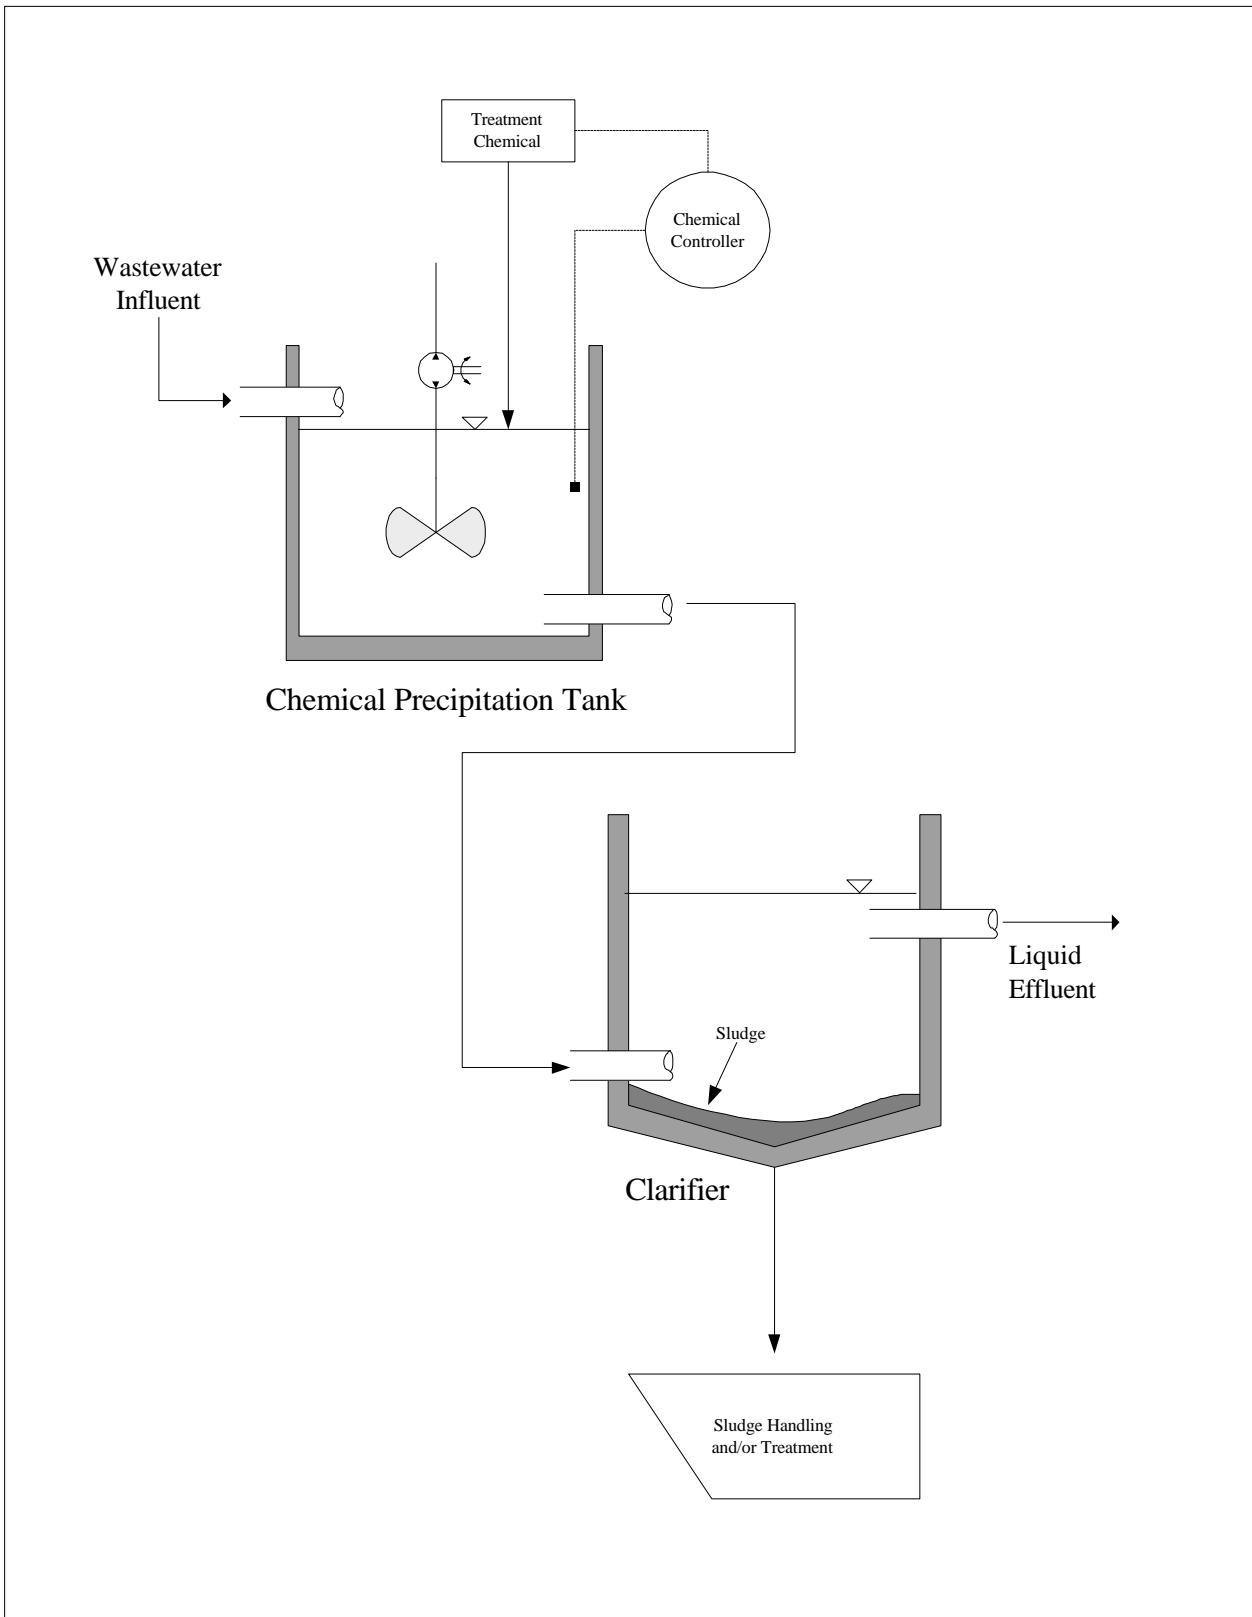 Treatment
Chemical
Chemical
Controller
Wastewater
Influent
Chemical Precipitation Tank
Liquid
Effluent
Sludge
Clarifier
Sludge Handling
and/or Treatment